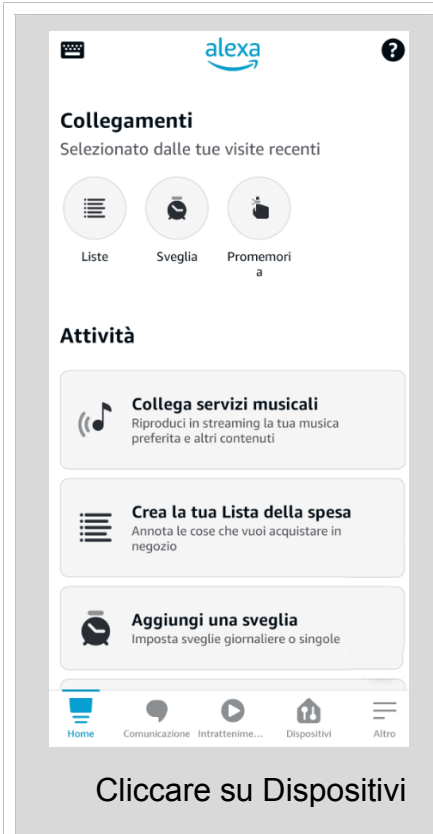 alexa
?
Collegamenti
Selezionato dalle tue visite recenti
Liste
Sveglia
Promemori
a
Attività
Collega servizi musicali
Riproduci in streaming la tua musica
preferita e altri contenuti
Crea la tua Lista della spesa
Annota le cose che vuoi acquistare in
negozio
Aggiungi una sveglia
Imposta sveglie giornaliere o singole
Home
Comunicazione
Intrattenime...
Dispositivi
Altro
Cliccare su Dispositivi